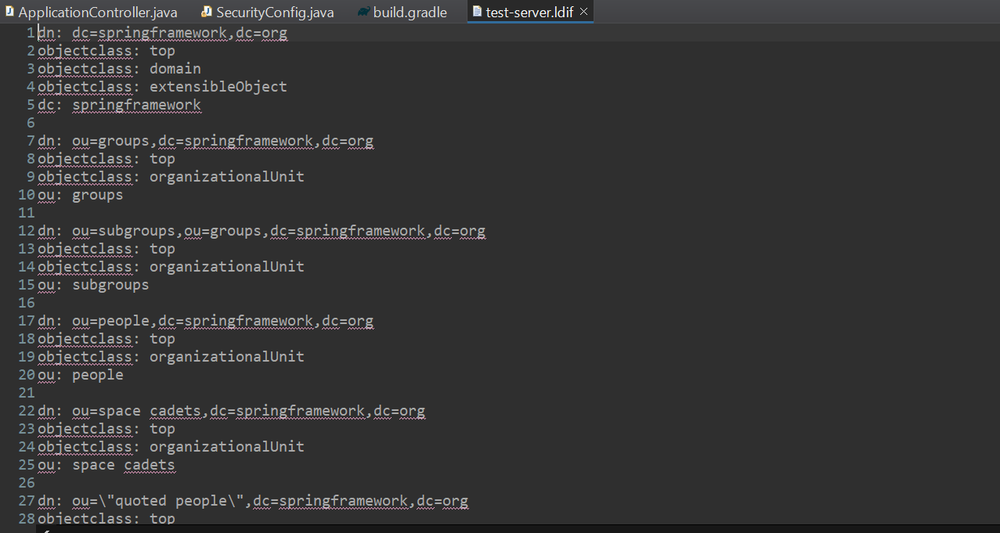 ApplicationController.java SecurityConfig.java build.gradle test-server.ldif
1 dn: dc=springframework,dc=org
2 objectclass: top
3 objectclass: domain
4 objectclass: extensibleObject
5 dc: springframework
6
7 dn: ou=groups,dc=springframework,dc=org
8 objectclass: top
9 objectclass: organizationalUnit
10 ou: groups
11
12 dn: ou=subgroups,ou=groups,dc=springframework,dc=org
13 objectclass: top
14 objectclass: organizationalUnit
15 ou: subgroups
16
17 dn: ou=people,dc=springframework,dc=org
18 objectclass: top
19 objectclass: organizationalUnit
20 ou: people
21
22 dn: ou=space cadets,dc=springframework,dc=org
23 objectclass: top
24 objectclass: organizationalUnit
25 ou: space cadets
26
27 dn: ou=\"quoted people\",dc=springframework,dc=org
28 objectclass: top